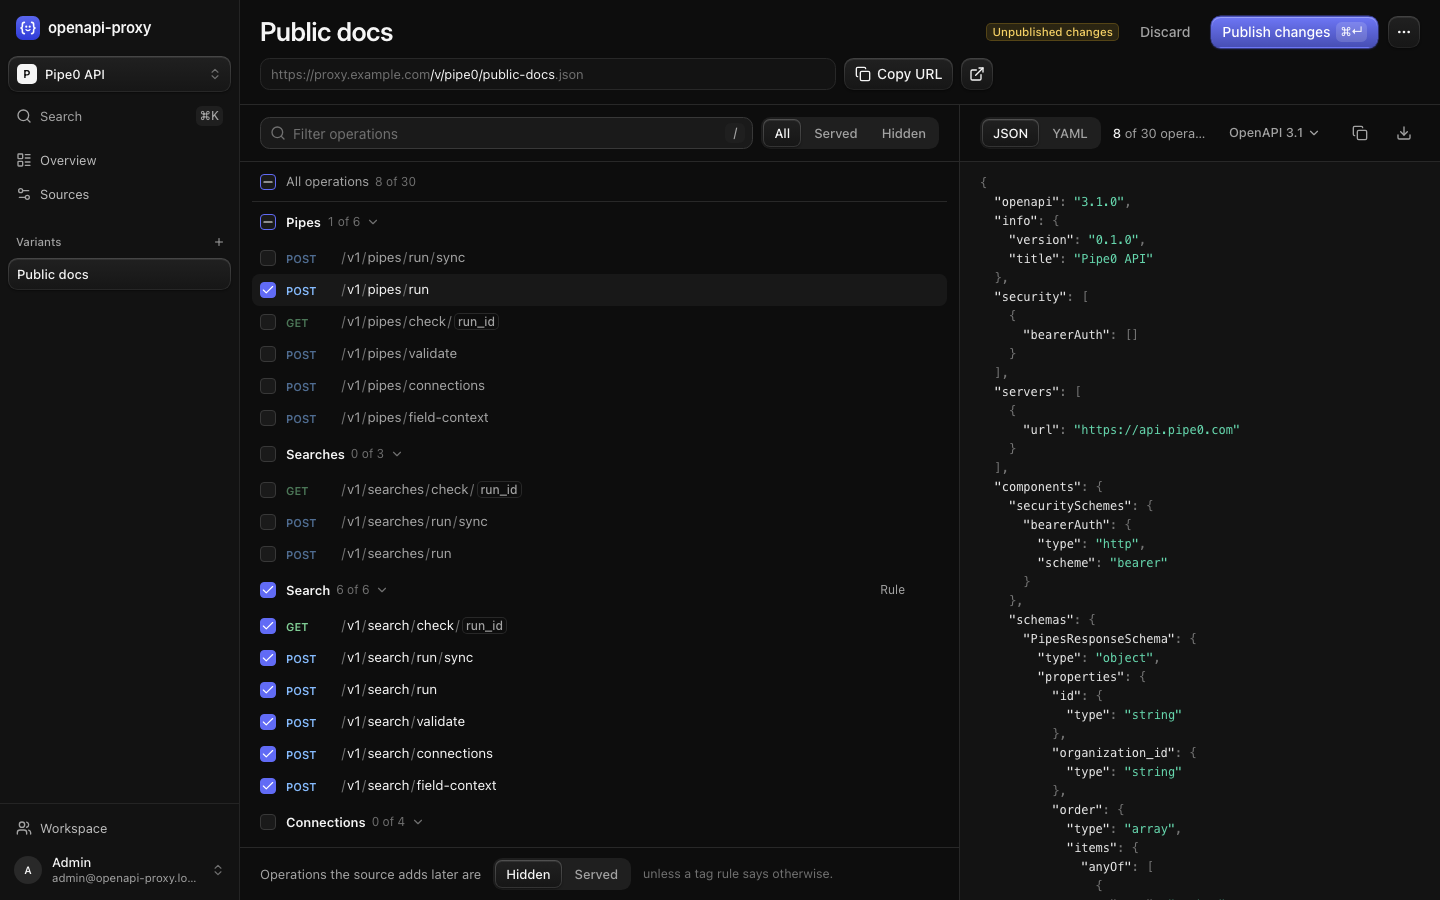 openapi-proxy
P Pipe0 API
Search ⌘K
Overview
Sources
Variants +
Public docs
Workspace
A Admin
admin@openapi-proxy.lo...
Public docs
Unpublished changes
Discard
Publish changes ⌘↵
https://proxy.example.com/v/pipe0/public-docs.json
Copy URL
Filter operations /
All Served Hidden
All operations 8 of 30
Pipes 1 of 6
POST /v1/pipes/run/sync
POST /v1/pipes/run
GET /v1/pipes/check/run_id
POST /v1/pipes/validate
POST /v1/pipes/connections
POST /v1/pipes/field-context
Searches 0 of 3
GET /v1/searches/check/run_id
POST /v1/searches/run/sync
POST /v1/searches/run
Search 6 of 6 Rule
GET /v1/search/check/run_id
POST /v1/search/run/sync
POST /v1/search/run
POST /v1/search/validate
POST /v1/search/connections
POST /v1/search/field-context
Connections 0 of 4
Operations the source adds later are Hidden Served unless a tag rule says otherwise.
JSON YAML 8 of 30 opera... OpenAPI 3.1
{
"openapi": "3.1.0",
"info": {
"version": "0.1.0",
"title": "Pipe0 API"
},
"security": [
{
"bearerAuth": []
}
],
"servers": [
{
"url": "https://api.pipe0.com"
}
],
"components": {
"securitySchemes": {
"bearerAuth": {
"type": "http",
"scheme": "bearer"
}
},
"schemas": {
"PipesResponseSchema": {
"type": "object",
"properties": {
"id": {
"type": "string"
},
"organization_id": {
"type": "string"
},
"order": {
"type": "array",
"items": {
"anyOf": [
{